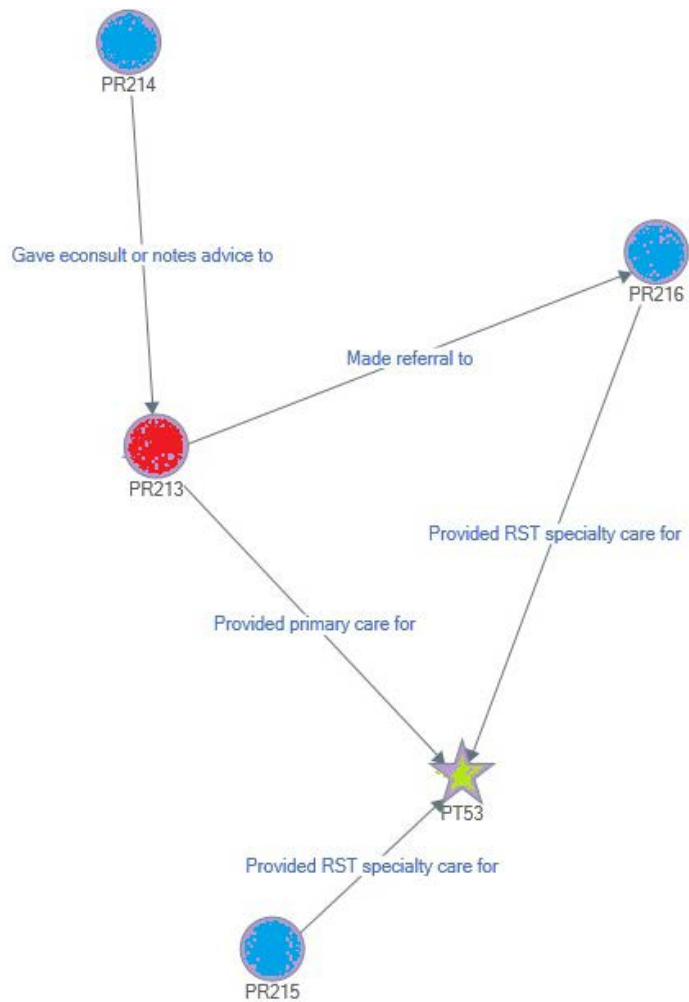 PR214
Gave econsult or notes advice to
PR216
Made referral to
PR213
Provided RST specialty care for
Provided primary care for
PT53
Provided RST specialty care for
PR215